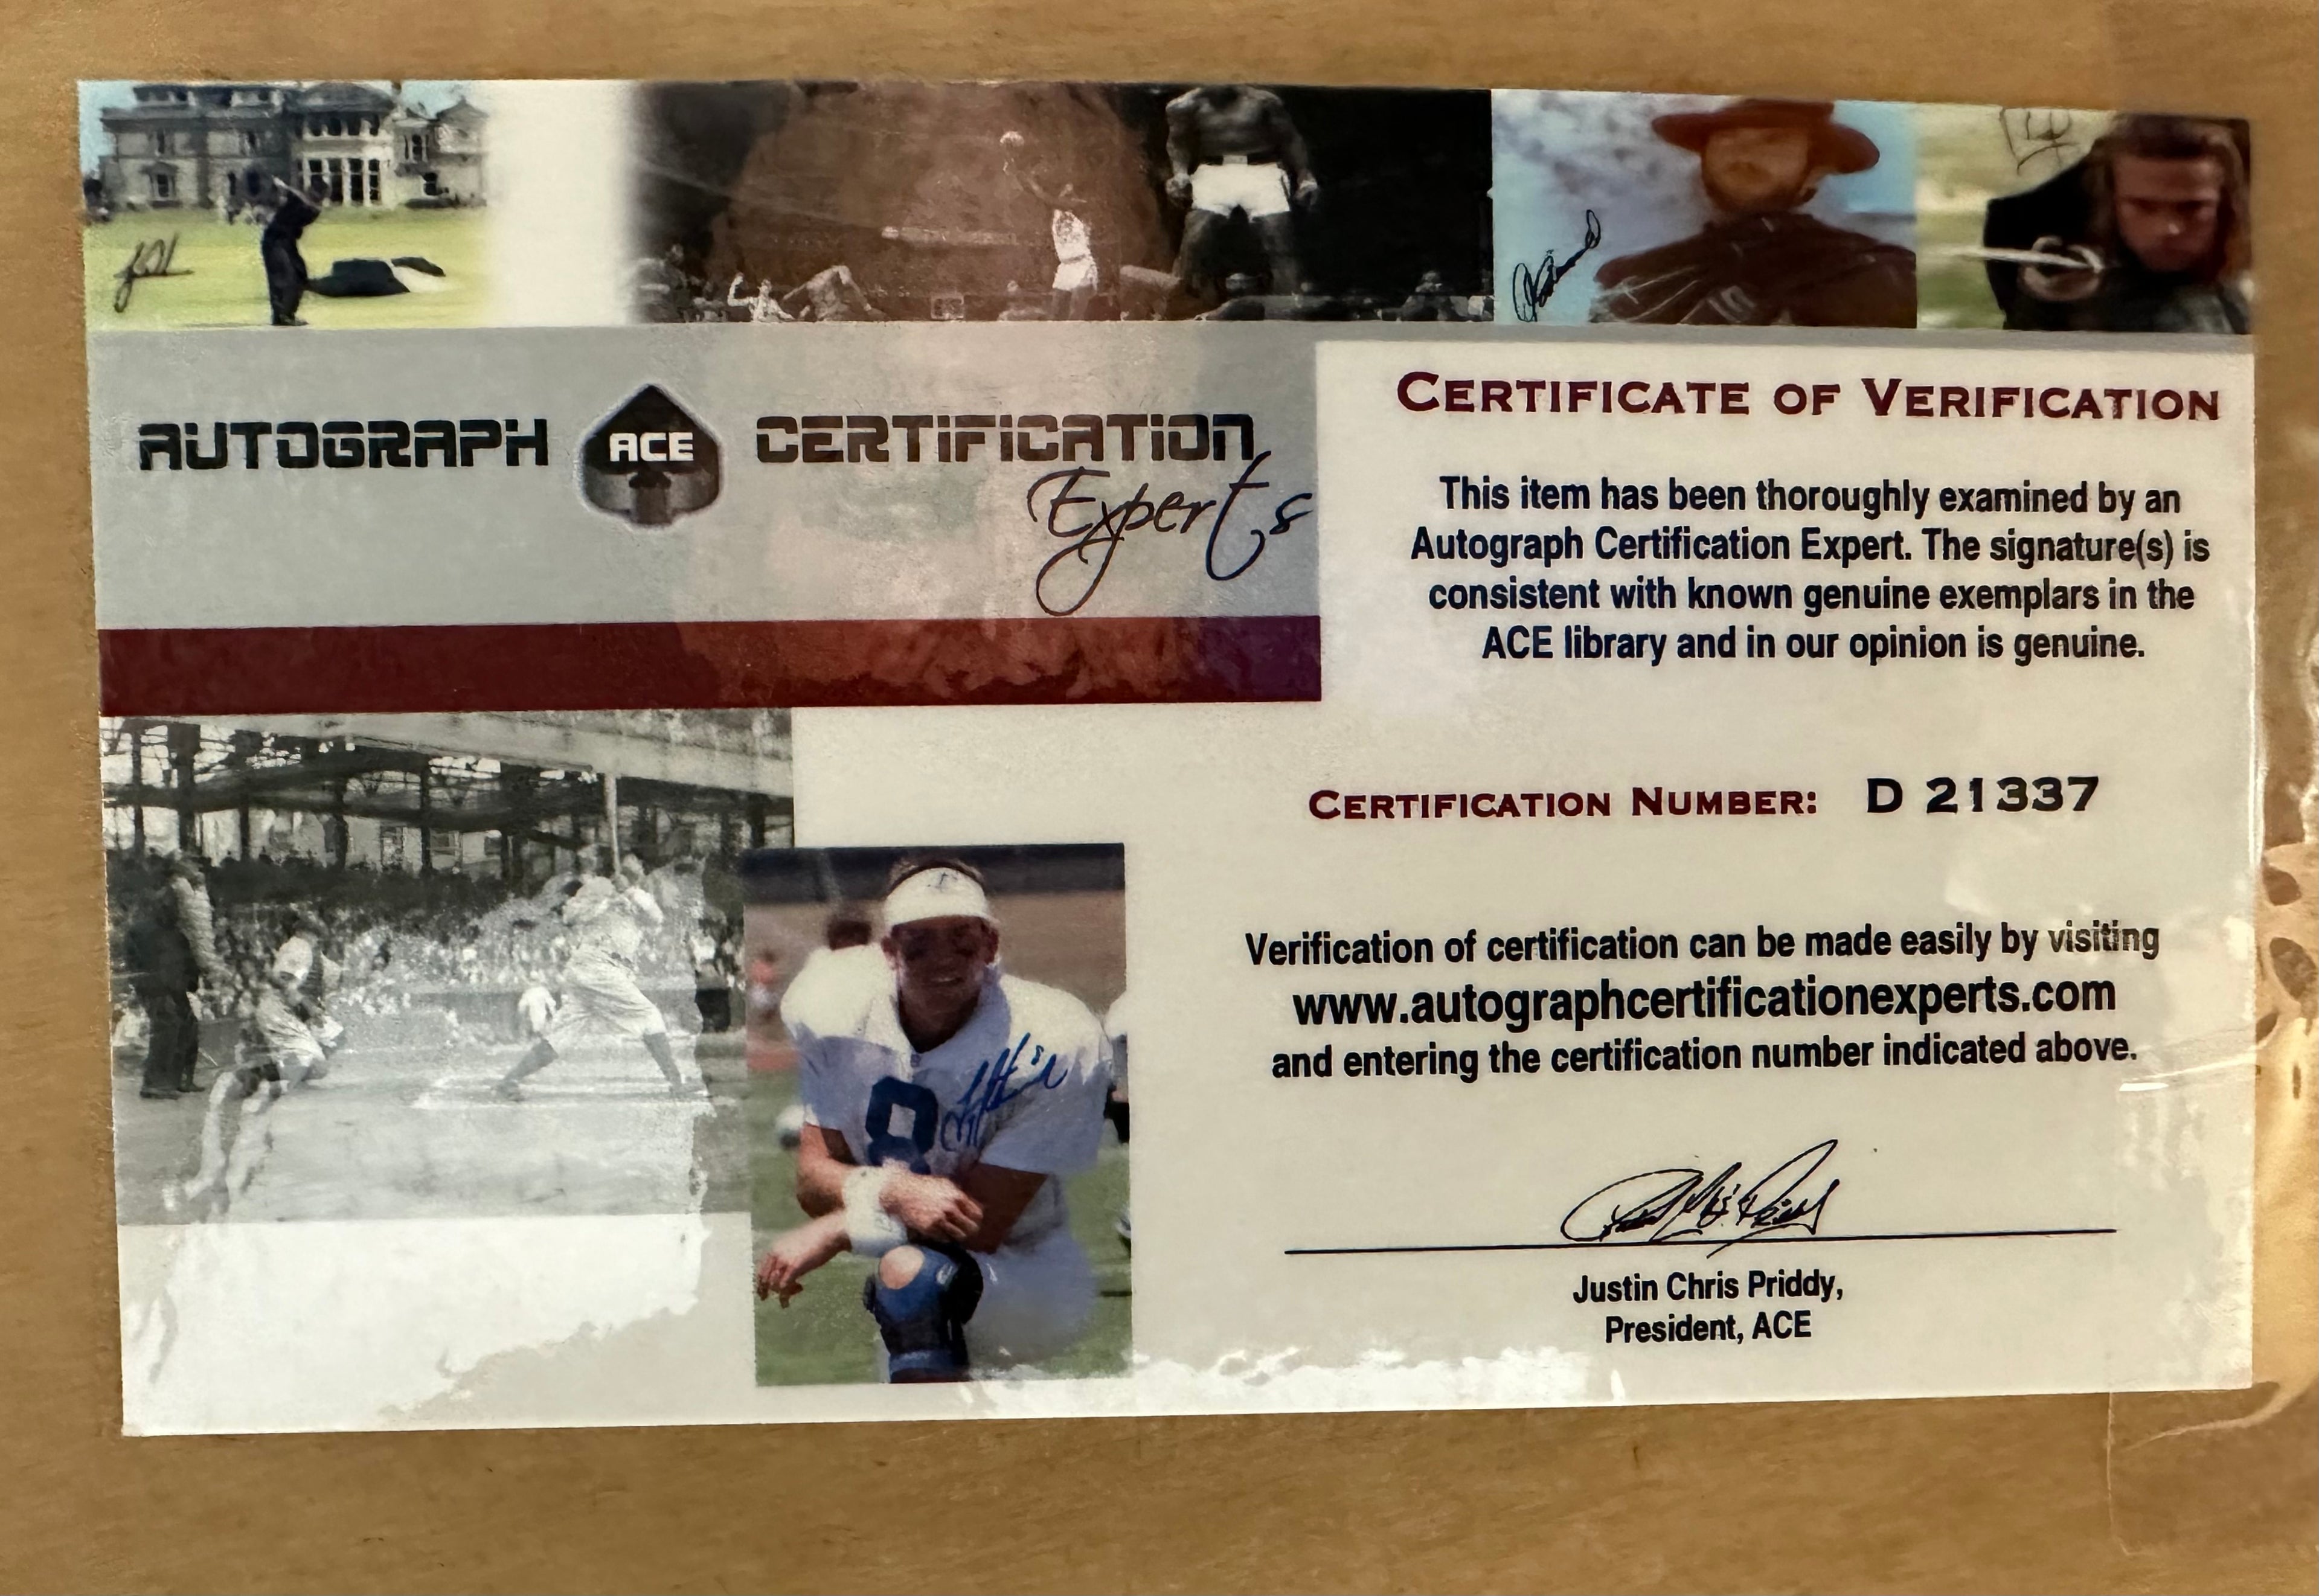 AUTOGRAPH ACE CERTIFICATION
Experts
CERTIFICATE OF VERIFICATION
This item has been thoroughly examined by an
Autograph Certification Expert. The signature(s) is
consistent with known genuine exemplars in the
ACE library and in our opinion is genuine.
CERTIFICATION NUMBER: D 21337
Verification of certification can be made easily by visiting
www.autographcertificationexperts.com
and entering the certification number indicated above.
8
Justin Chris Priddy,
President, ACE